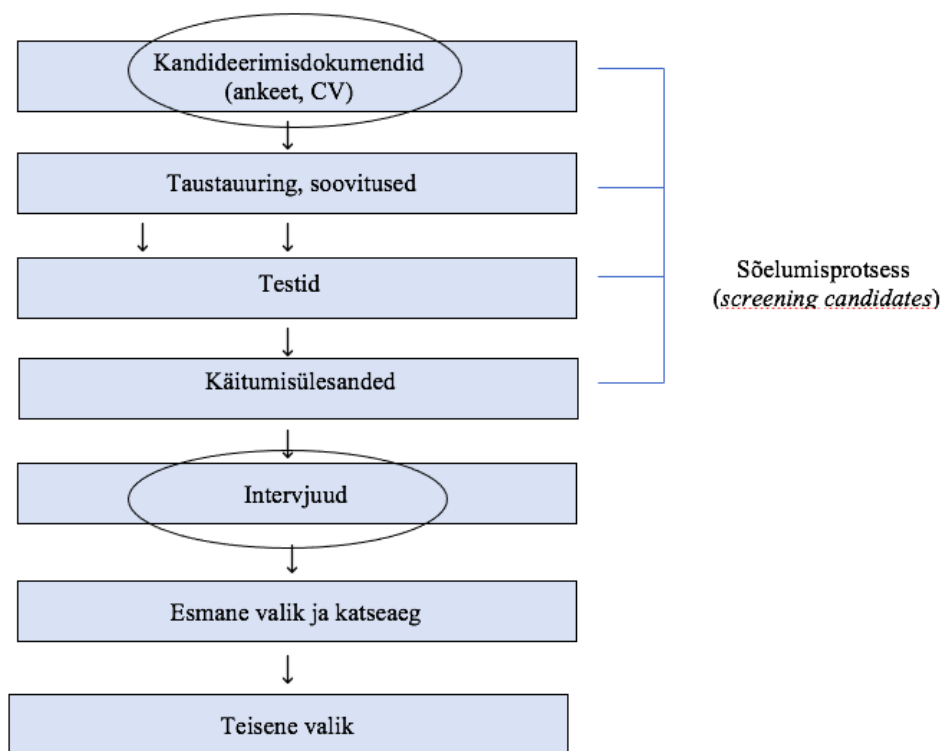 Kandideerimisdokumendid
(ankeet, CV)
Taustauuring, soovitused
Testid
Sõelumisprotsess
(screening candidates)
Käitumisülesanded
Intervjuud
Esmane valik ja katseaeg
Teisene valik